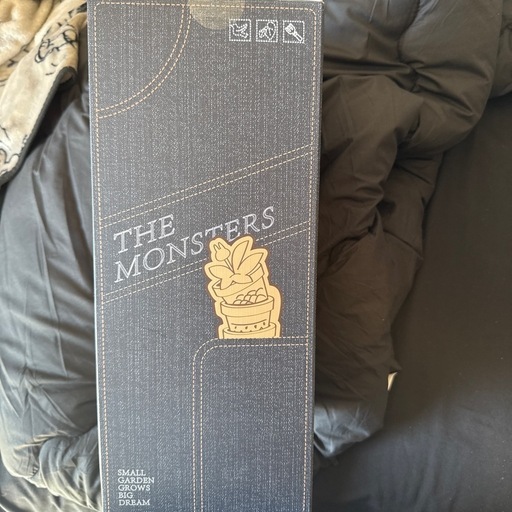 THE
MONSTERS
SMALL
GARDEN
GROWS
BIG
DREAM